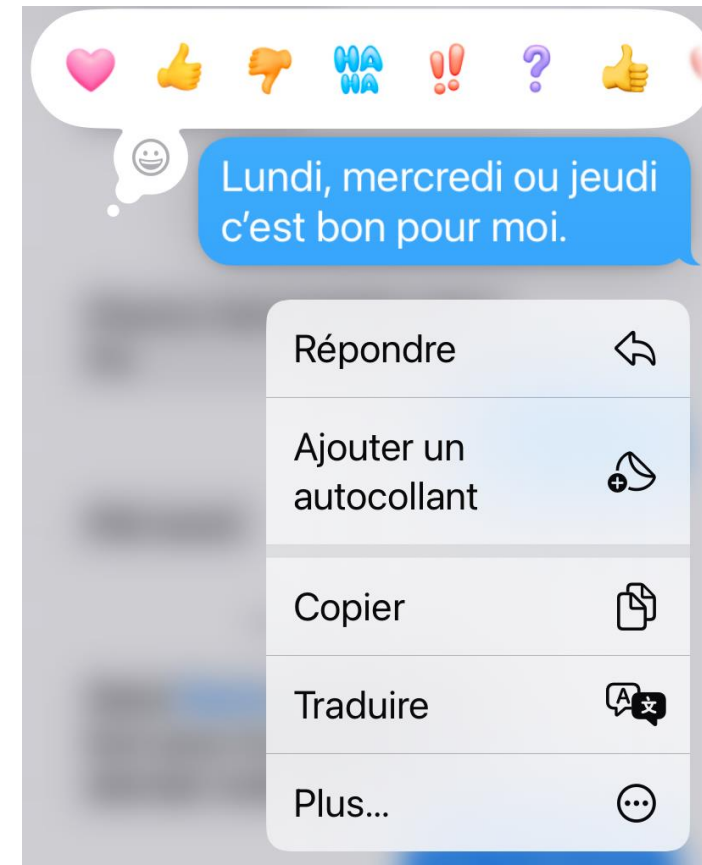 HA
HA
Lundi, mercredi ou jeudi
c’est bon pour moi.
Répondre
Ajouter un
autocollant
Copier
Traduire
Plus...